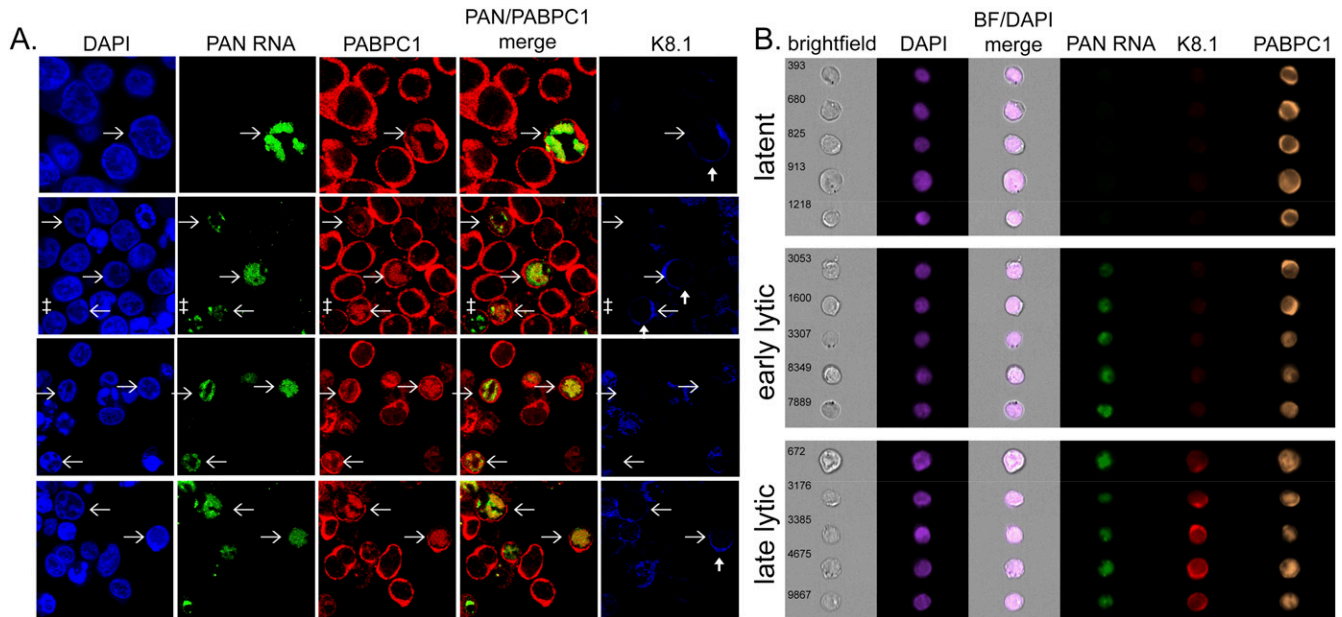 A.
DAPI
PAN RNA
PABPC1
PAN/PABPC1
merge
K8.1
‡
‡
‡
‡
‡
B.
brightfield
DAPI
BF/DAPI
merge
PAN RNA
K8.1
PABPC1
latent
393
680
825
913
1218
early lytic
3053
1600
3307
8349
7889
late lytic
672
3176
3385
4675
9867